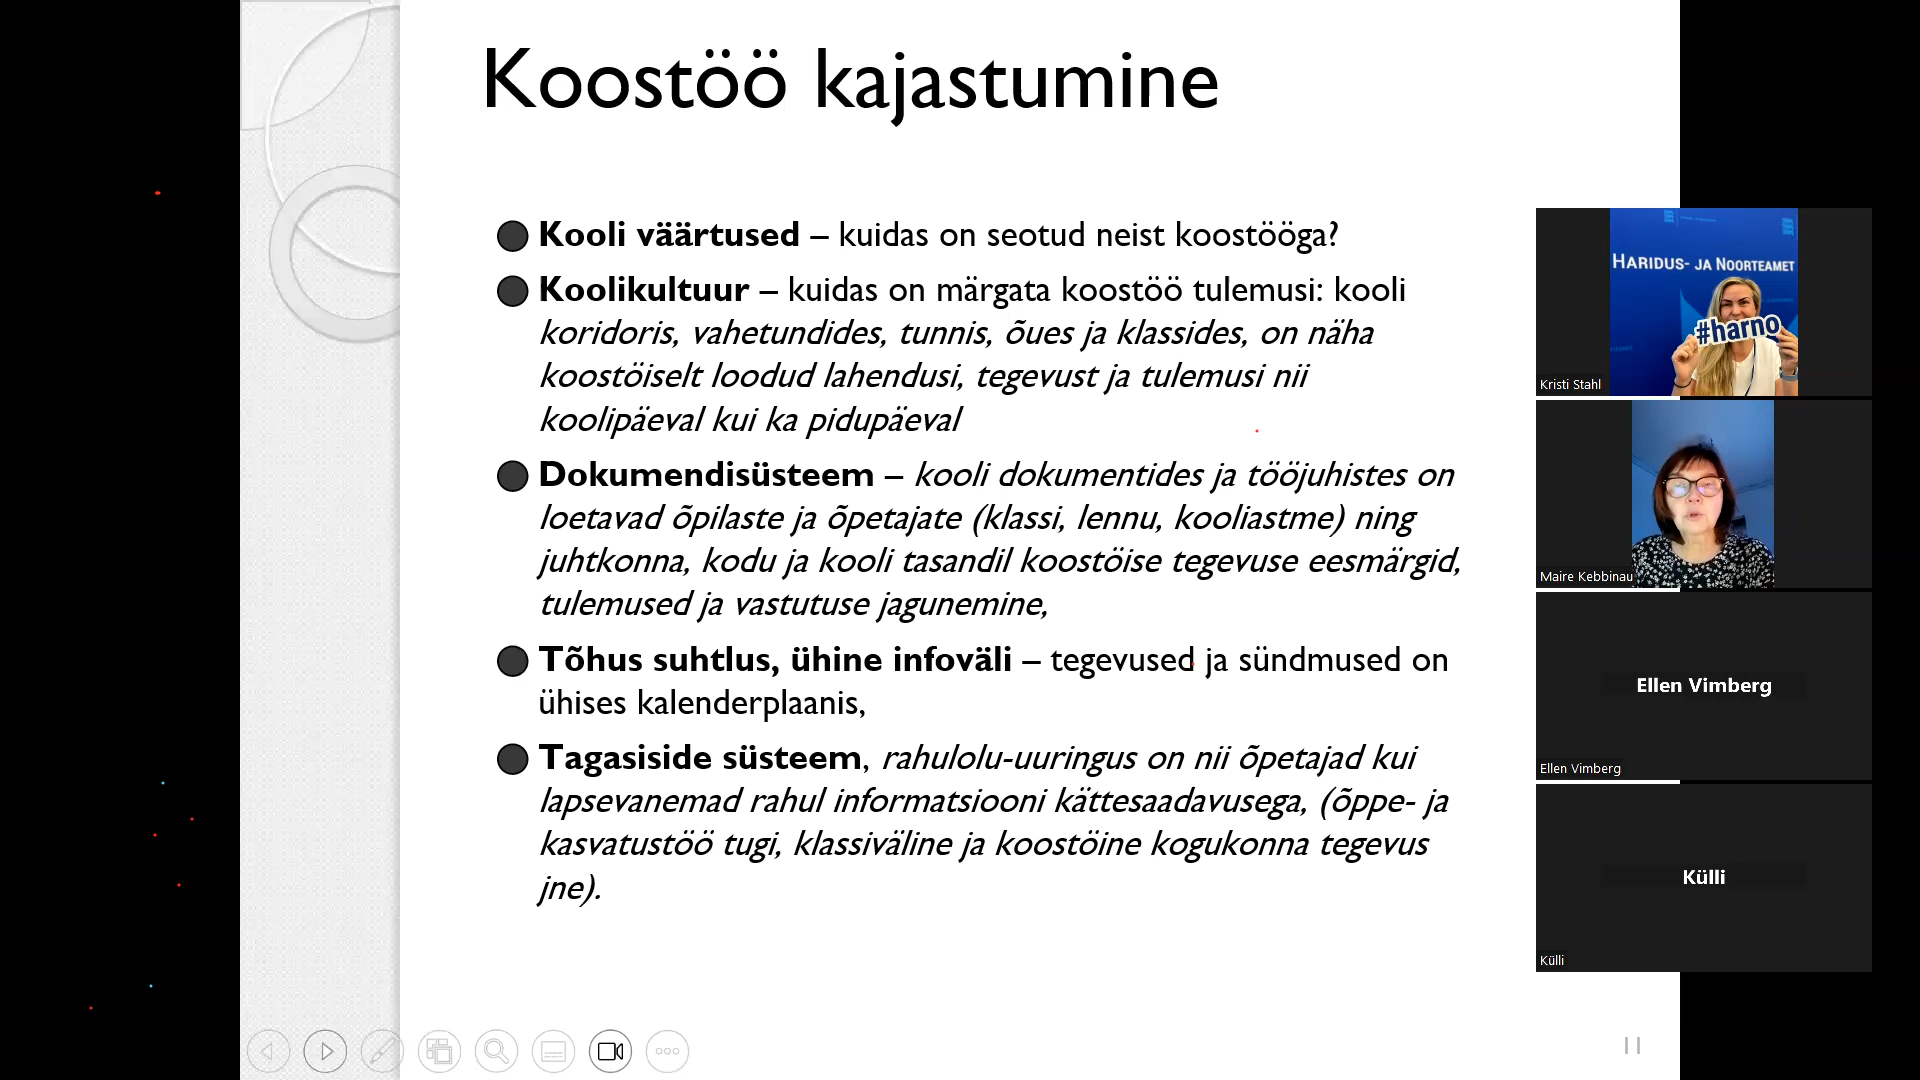 Koostöö kajastumine
Kooli väärtused – kuidas on seotud neist koostööga?
Koolikultuur – kuidas on märgata koostöö tulemusi: kooli
koridoris, vahetundides, tunnis, õues ja klassides, on näha
koostöiselt loodud lahendusi, tegevust ja tulemusi nii
koolipäeval kui ka pidupäeval
Dokumendisüsteem – kooli dokumentides ja tööjuhistes on
loetavad õpilaste ja õpetajate (klassi, lennu, kooliastme) ning
juhtkonna, kodu ja kooli tasandil koostöise tegevuse eesmärgid,
tulemused ja vastutuse jagunemine,
Tõhus suhtlus, ühine infoväli – tegevused ja sündmused on
ühises kalenderplaanis,
Tagasiside süsteem, rahulolu-uuringus on nii õpetajad kui
lapsevanemad rahul informatsiooni kättesaadavusega, (õppe- ja
kasvatustöö tugi, klassiväline ja koostöine kogukonna tegevus
jne).
11
HARIDUS- JA NOORTEAMET
#harno
Kristi Stahl
Maire Kebbinau
Ellen Vimberg
Ellen Vimberg
Külli
Külli